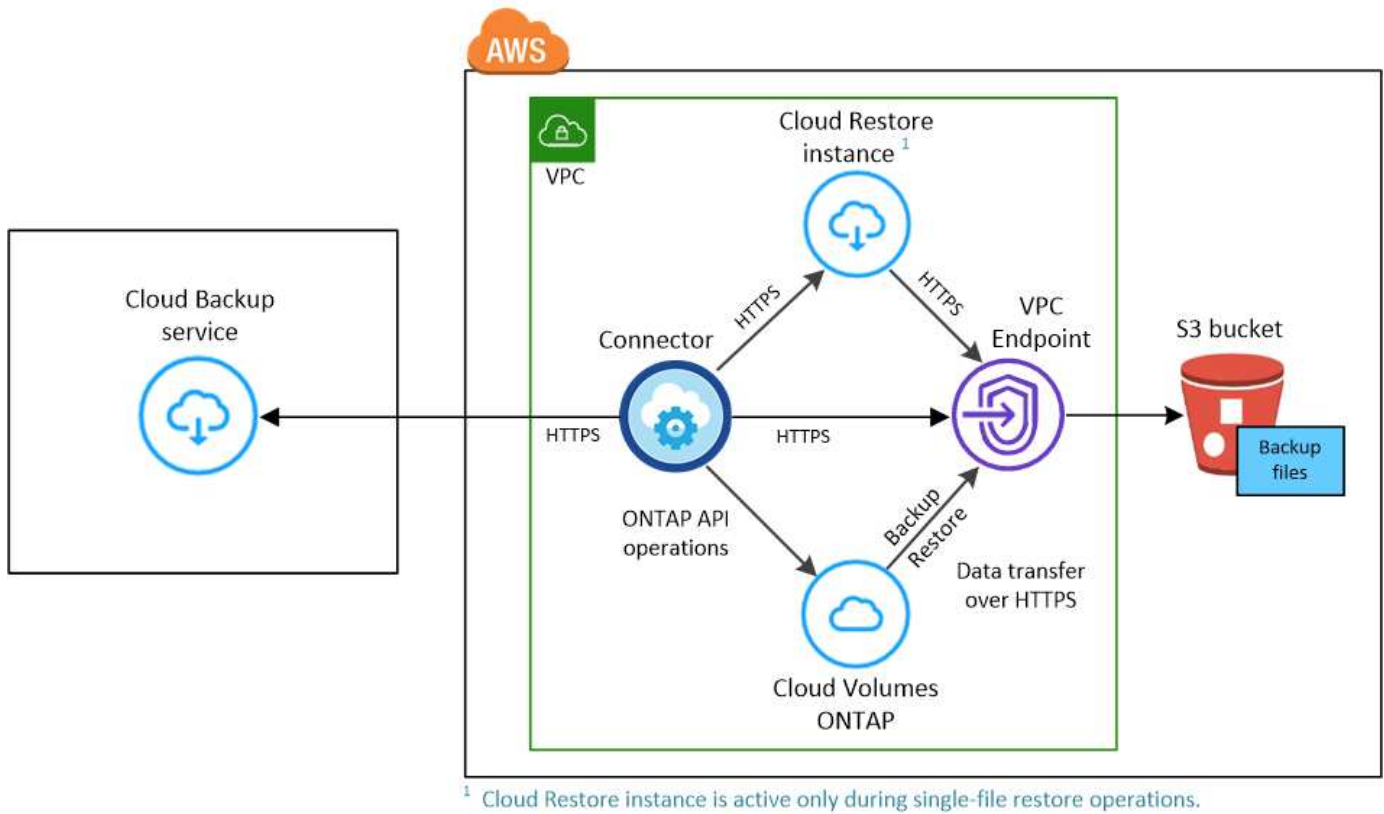 AWS
VPC
Cloud Restore
instance 1
Cloud Backup
service
Connector
HTTPS
HTTPS
VPC
Endpoint
S3 bucket
HTTPS
HTTPS
Backup
files
ONTAP API
operations
Backup
Restore
Data transfer
over HTTPS
Cloud Volumes
ONTAP
1 Cloud Restore instance is active only during single-file restore operations.